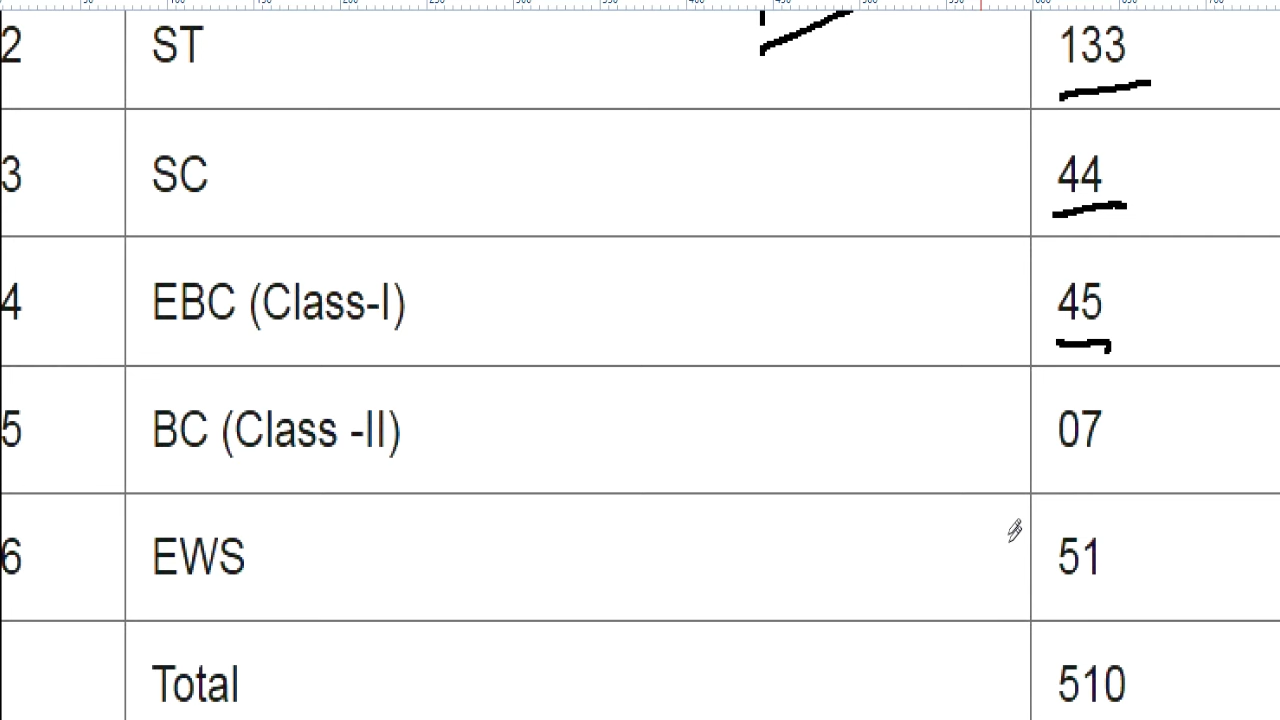 2 ST 133
3 SC 44
4 EBC (Class-I) 45
5 BC (Class -II) 07
6 EWS 51
Total 510